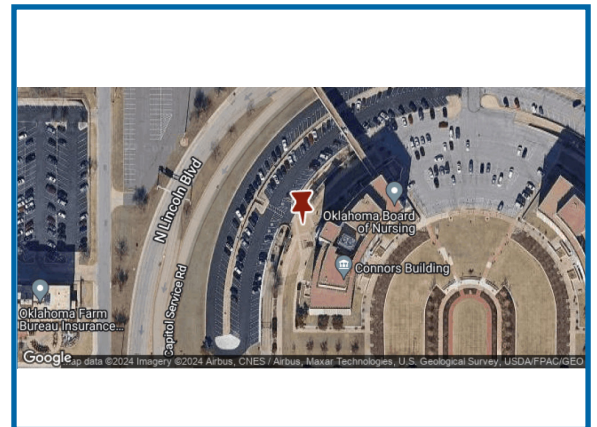 N Lincoln Blvd
Capitol Service Rd
Oklahoma Board
of Nursing
Connors Building
Oklahoma Farm
Bureau Insurance...
Google
Map data ©2024 Imagery ©2024 Airbus, CNES / Airbus, Maxar Technologies, U.S. Geological Survey, USDA/FPAC/GEO